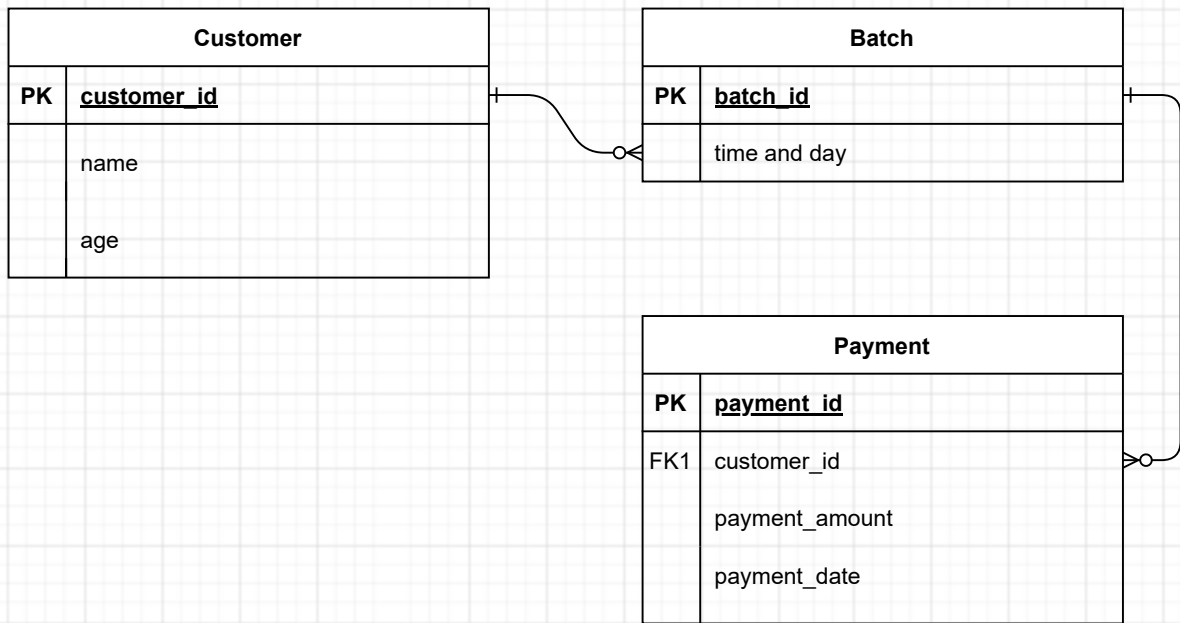 Customer
PK customer_id
name
age
Batch
PK batch_id
time and day
Payment
PK payment_id
FK1 customer_id
payment_amount
payment_date